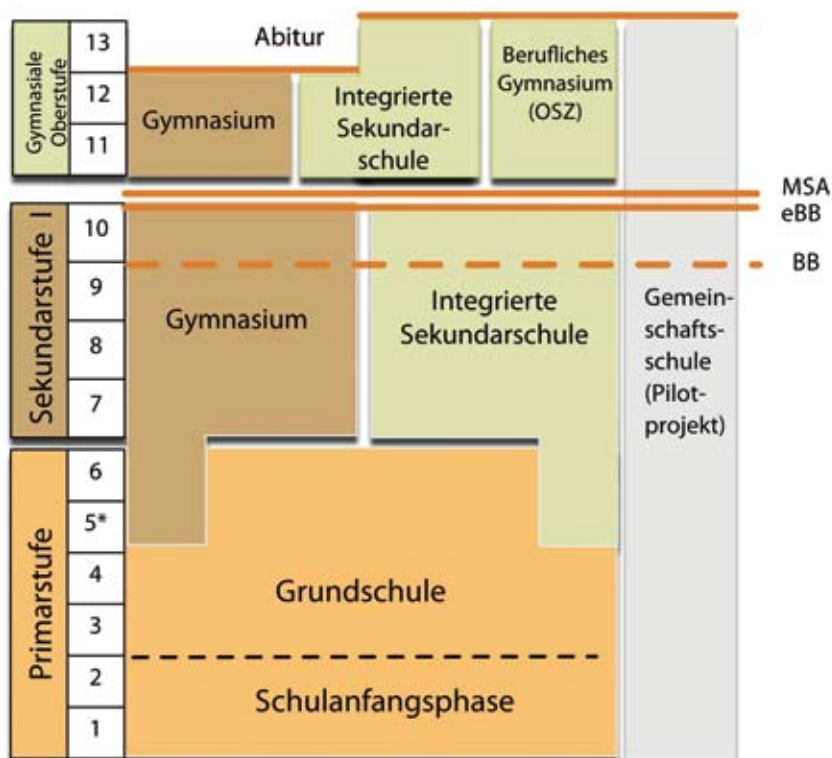 Gymnasiale
Oberstufe
13
12
11
Abitur
Gymnasium
Integrierte
Sekundar-
schule
Berufliches
Gymnasium
(OSZ)
MSA
eBB
BB
Sekundarstufe I
10
9
8
7
Gymnasium
Integrierte
Sekundarschule
Gemein-
schafts-
schule
(Pilot-
projekt)
Primarstufe
6
5*
4
3
2
1
Grundschule
Schulanfangsphase